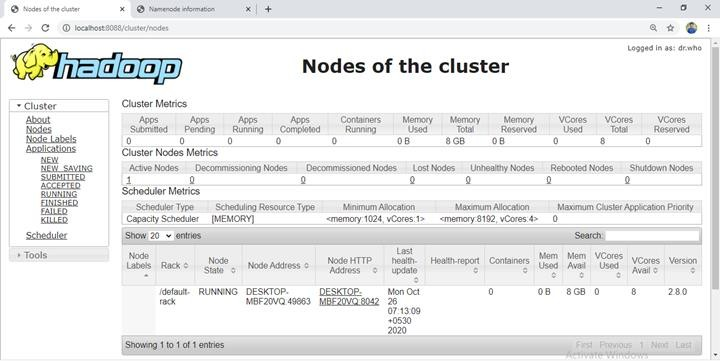 Nodes of the cluster
Namenode information
localhost:8088/cluster/nodes
Logged in as: dr.who
hadoop
Nodes of the cluster
Cluster
About
Nodes
Node Labels
Applications
NEW
NEW_SAVING
SUBMITTED
ACCEPTED
RUNNING
FINISHED
FAILED
KILLED
Scheduler
Tools
Cluster Metrics
Apps Submitted Apps Pending Apps Running Apps Completed Containers Running Memory Used Memory Total Memory Reserved VCores Used VCores Total VCores Reserved
0 0 0 0 0 0 B 8 GB 0 B 0 8 0
Cluster Nodes Metrics
Active Nodes Decommissioning Nodes Decommissioned Nodes Lost Nodes Unhealthy Nodes Rebooted Nodes Shutdown Nodes
1 0 0 0 0 0 0
Scheduler Metrics
Scheduler Type Scheduling Resource Type Minimum Allocation Maximum Allocation Maximum Cluster Application Priority
Capacity Scheduler [MEMORY] <memory:1024, vCores:1> <memory:8192, vCores:4> 0
Show 20 entries Search:
Node Labels Rack Node State Node Address Node HTTP Address Last health-update Health-report Containers Mem Used Mem Avail VCores Used VCores Avail Version
/default-rack RUNNING DESKTOP-MBF20VQ:49863 DESKTOP-MBF20VQ:8042 Mon Oct 26 07:13:09 +0530 2020 0 0 B 8 GB 0 8 2.8.0
Showing 1 to 1 of 1 entries First Previous 1 Next Last
Activate Windows